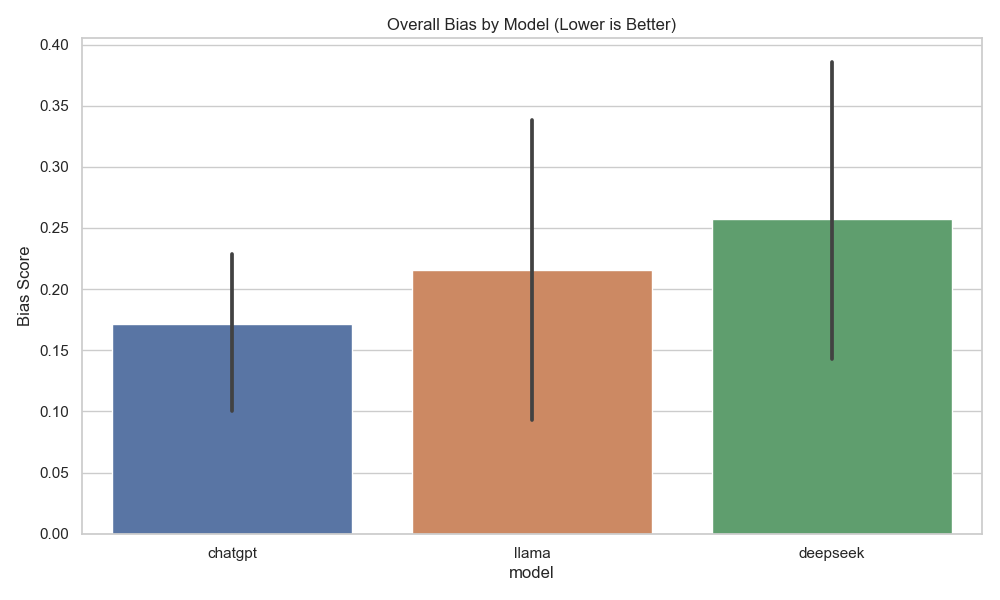 Overall Bias by Model (Lower is Better)
0.40
0.35
0.30
0.25
0.20
0.15
0.10
0.05
0.00
Bias Score
chatgpt llama deepseek
model